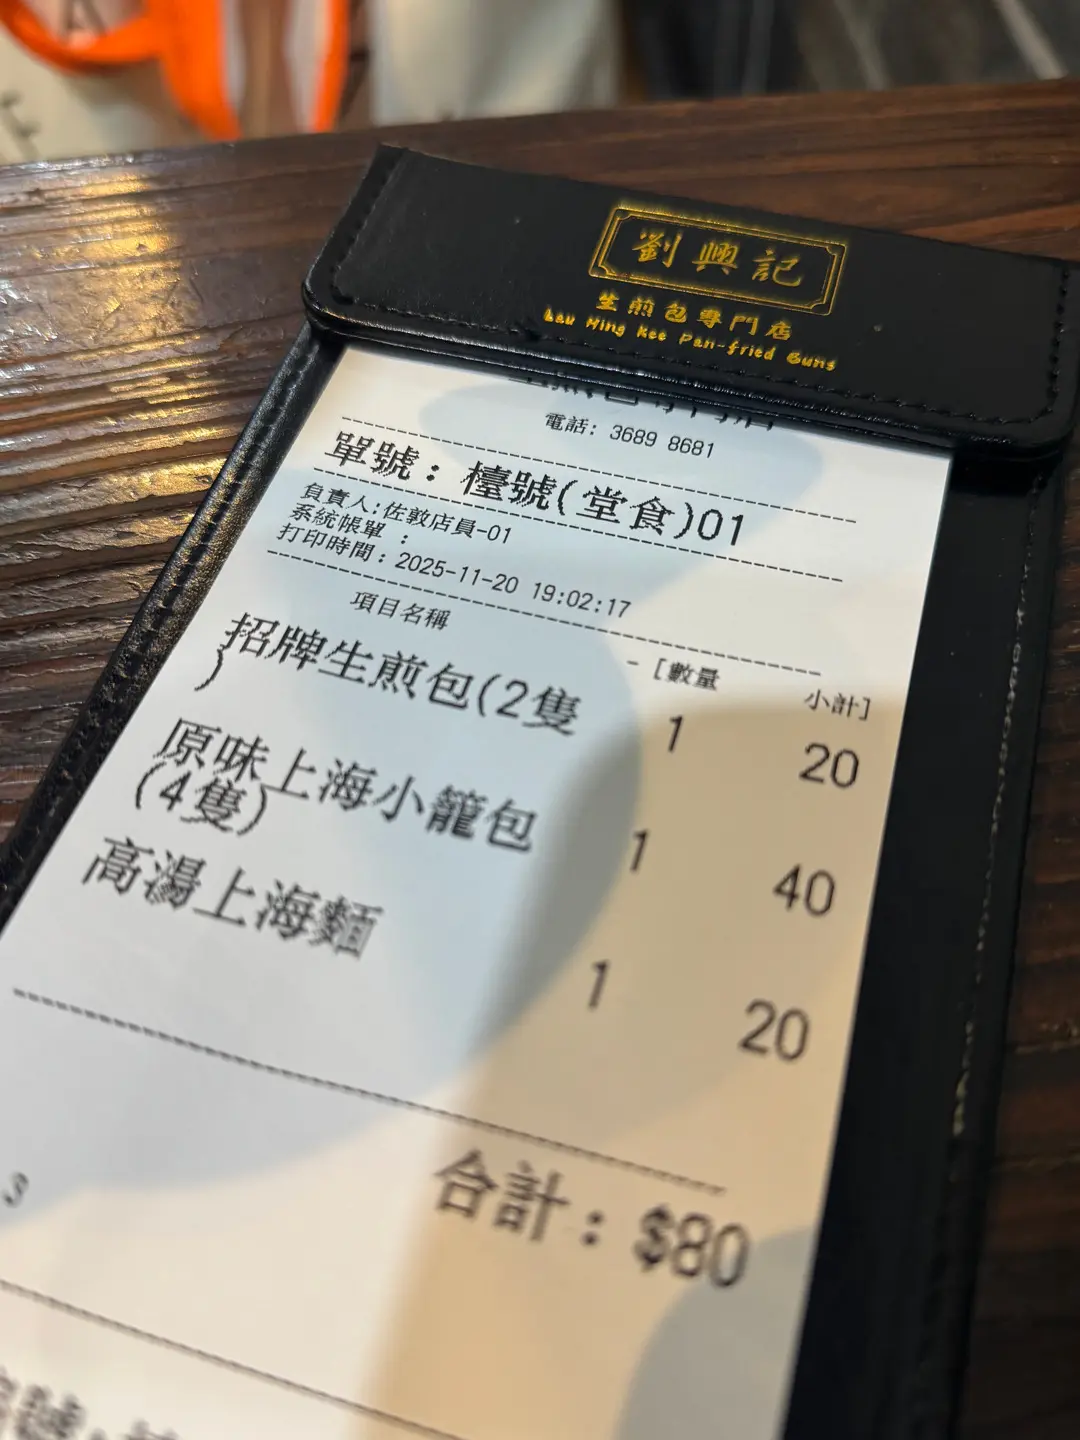 劉興記
生煎包專門店
Lau Hing Kee Pan-fried Buns
電話: 3689 8681
單號: 檯號(堂食)01
負責人:佐敦店員-01
系統帳單 :
打印時間: 2025-11-20 19:02:17
項目名稱 - [數量 小計]
招牌生煎包(2隻 1 20
)
原味上海小籠包 1 40
(4隻)
高湯上海麵 1 20
合計: $80
3